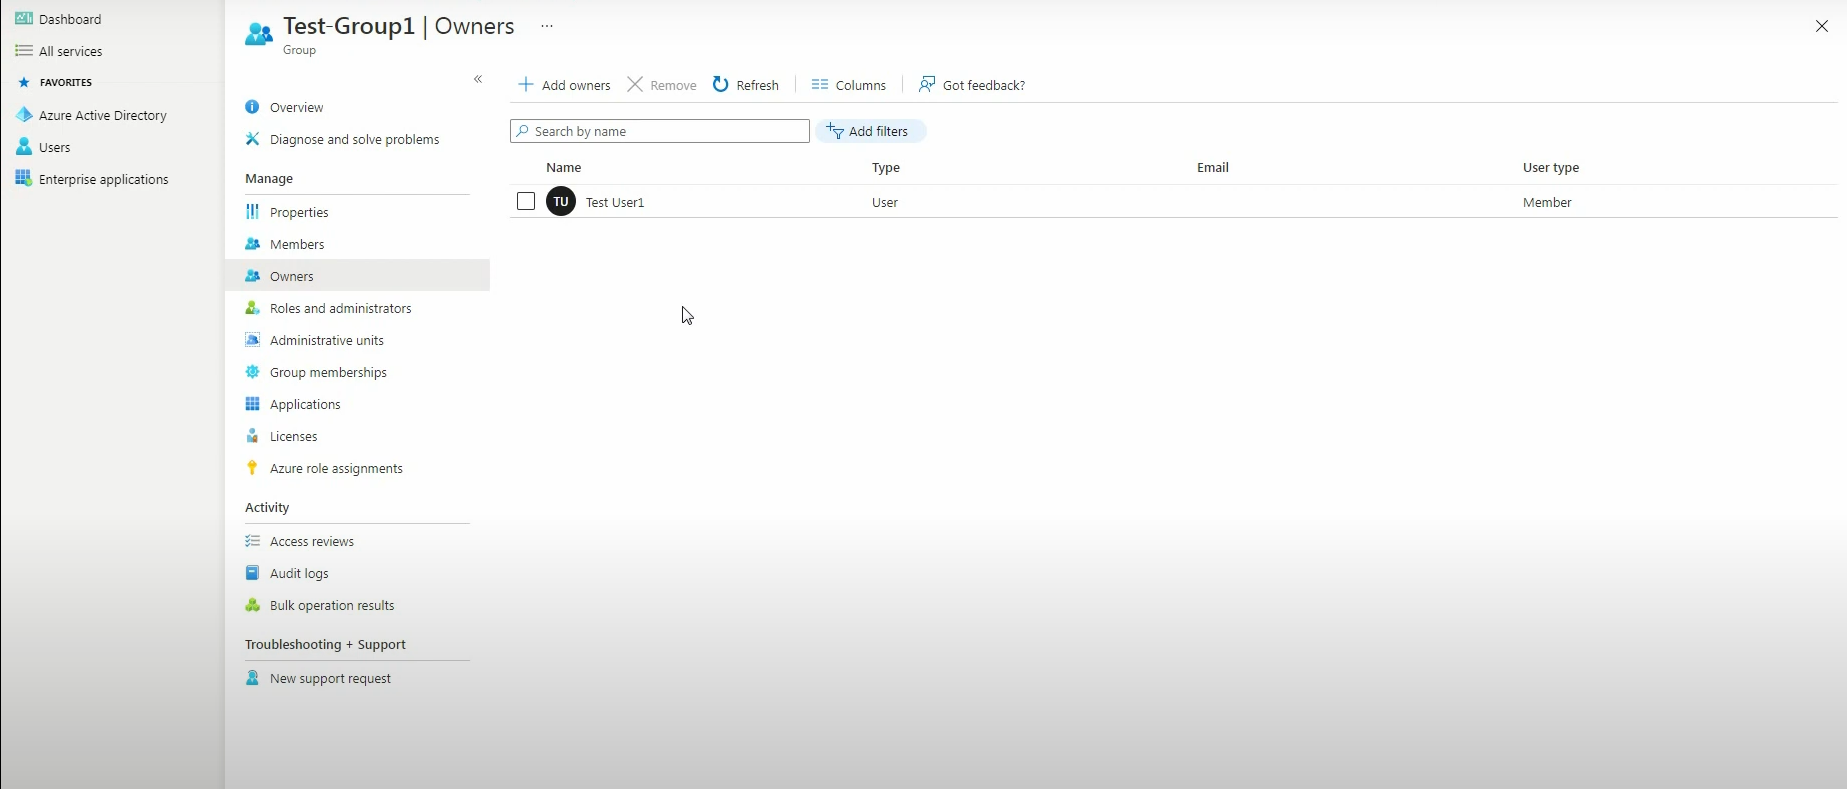 Dashboard
All services
FAVORITES
Azure Active Directory
Users
Enterprise applications
Test-Group1 | Owners ...
Group
«
Overview
Diagnose and solve problems
Manage
Properties
Members
Owners
Roles and administrators
Administrative units
Group memberships
Applications
Licenses
Azure role assignments
Activity
Access reviews
Audit logs
Bulk operation results
Troubleshooting + Support
New support request
Add owners Remove Refresh Columns Got feedback?
Search by name Add filters
Name Type Email User type
TU Test User1 User Member